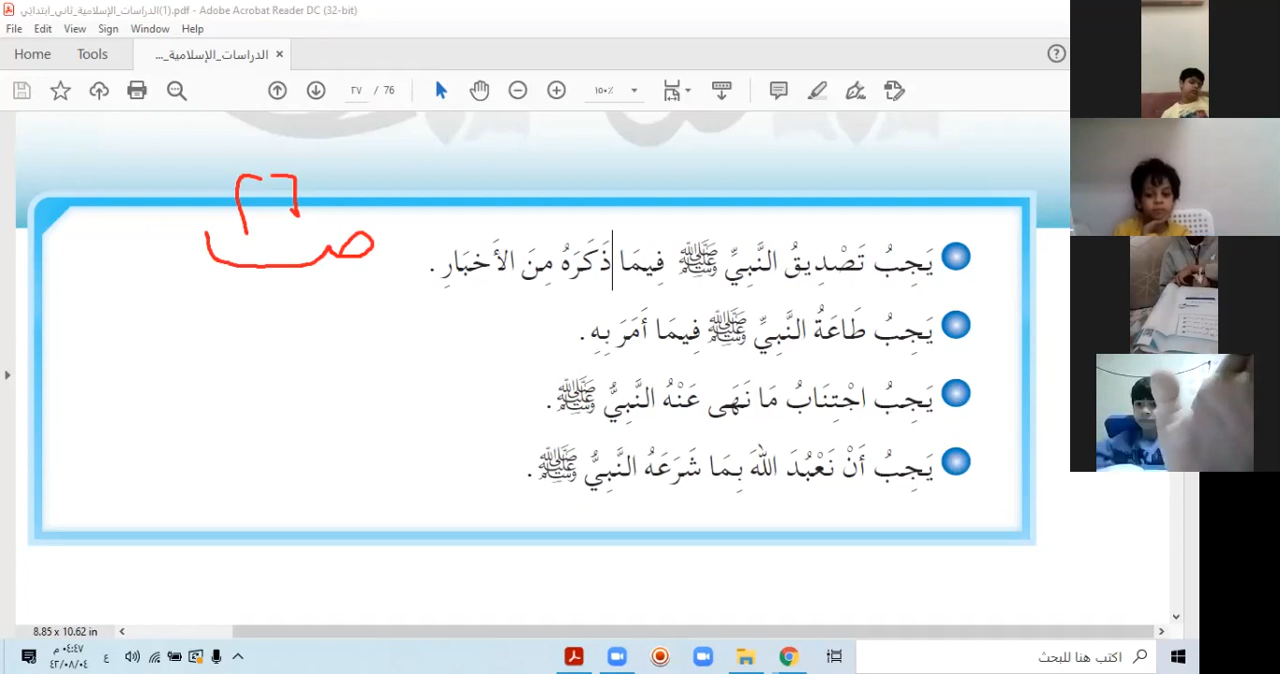 الدراسات_الإسلامية_ثاني_ابتدائي(1).pdf - Adobe Acrobat Reader DC (32-bit)
File Edit View Sign Window Help
Home Tools الدراسات_الإسلامية_...
٢٧ / 76 ١٥٠٪
ص٢٦
يَجِبُ تَصْدِيقُ النَّبِيِّ ﷺ فِيمَا ذَكَرَهُ مِنَ الأَخبَارِ .
يَجِبُ طَاعَةُ النَّبِيِّ ﷺ فِيمَا أَمَرَ بِهِ.
يَجِبُ اجْتِنَابُ مَا نَهَى عَنْهُ النَّبِيُّ ﷺ.
يَجِبُ أَنْ نَعْبُدَ اللهَ بِمَا شَرَعَهُ النَّبِيُّ ﷺ.
8.85 x 10.62 in
٠٤:٤٧ م
٤٢/٠٨/٠٤
ع
اكتب هنا للبحث